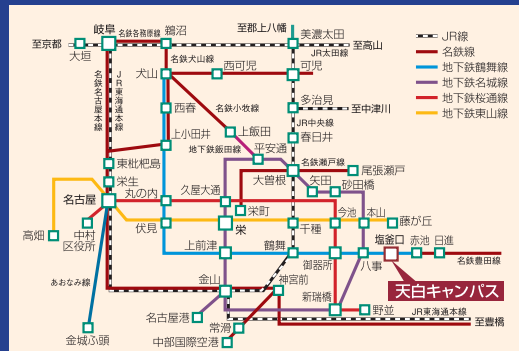 至京都
大垣
岐阜
名鉄各務原線
鵜沼
至郡上八幡
美濃太田
至高山
JR太田線
名鉄犬山線
犬山
西可児
可児
名鉄名古屋本線
JR東海道本線
西春
名鉄小牧線
多治見
至中津川
JR中央線
上小田井
上飯田
春日井
地下鉄上飯田線
平安通
東枇杷島
名鉄瀬戸線
尾張瀬戸
栄生
大曽根
矢田
砂田橋
名古屋
丸の内
久屋大通
栄町
今池
本山
藤が丘
高畑
中村
区役所
伏見
栄
千種
塩釜口
赤池
日進
上前津
鶴舞
御器所
八事
名鉄豊田線
あおなみ線
金山
神宮前
天白キャンパス
名古屋港
新瑞橋
野並
JR東海道本線
至豊橋
金城ふ頭
常滑
中部国際空港
JR線
名鉄線
地下鉄鶴舞線
地下鉄名城線
地下鉄桜通線
地下鉄東山線